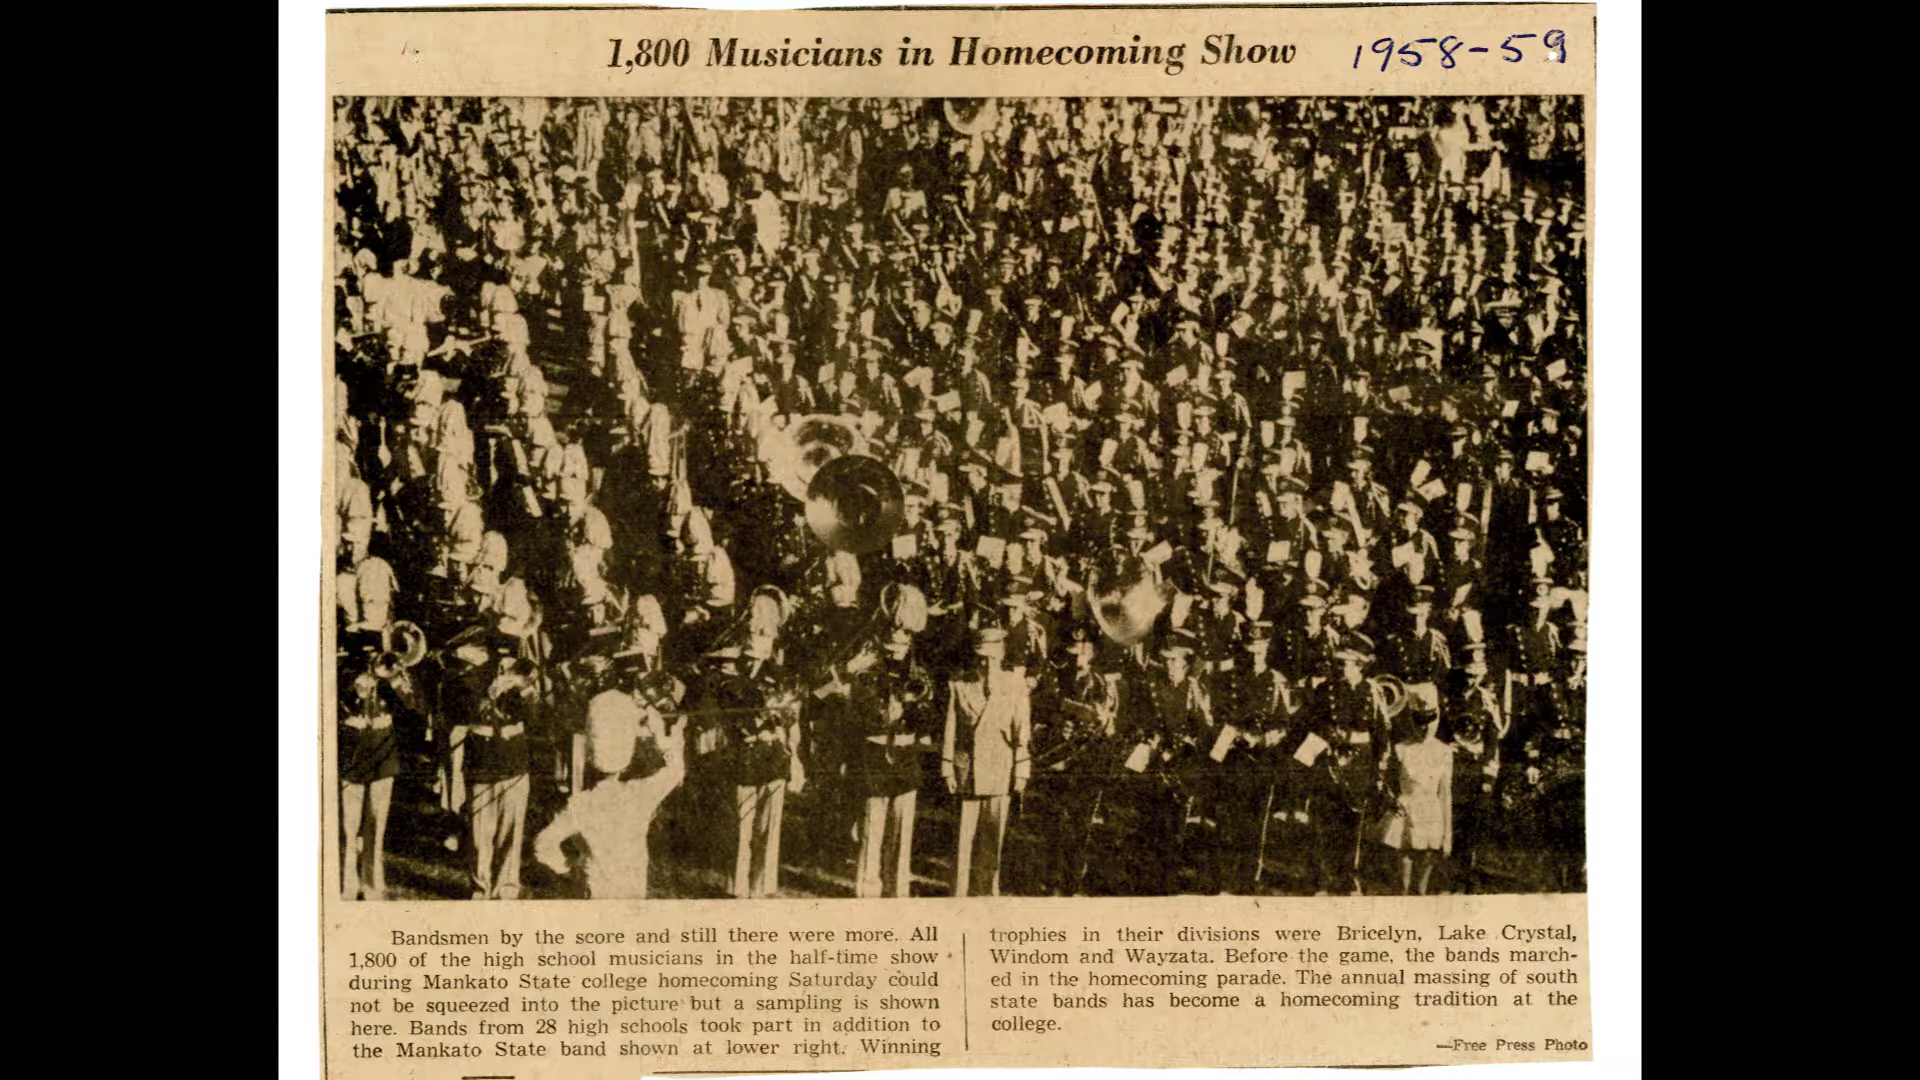 1,800 Musicians in Homecoming Show 1958-59
Bandsmen by the score and still there were more. All
1,800 of the high school musicians in the half-time show
during Mankato State college homecoming Saturday could
not be squeezed into the picture but a sampling is shown
here. Bands from 28 high schools took part in addition to
the Mankato State band shown at lower right. Winning
trophies in their divisions were Bricelyn, Lake Crystal,
Windom and Wayzata. Before the game, the bands march-
ed in the homecoming parade. The annual massing of south
state bands has become a homecoming tradition at the
college.
—Free Press Photo